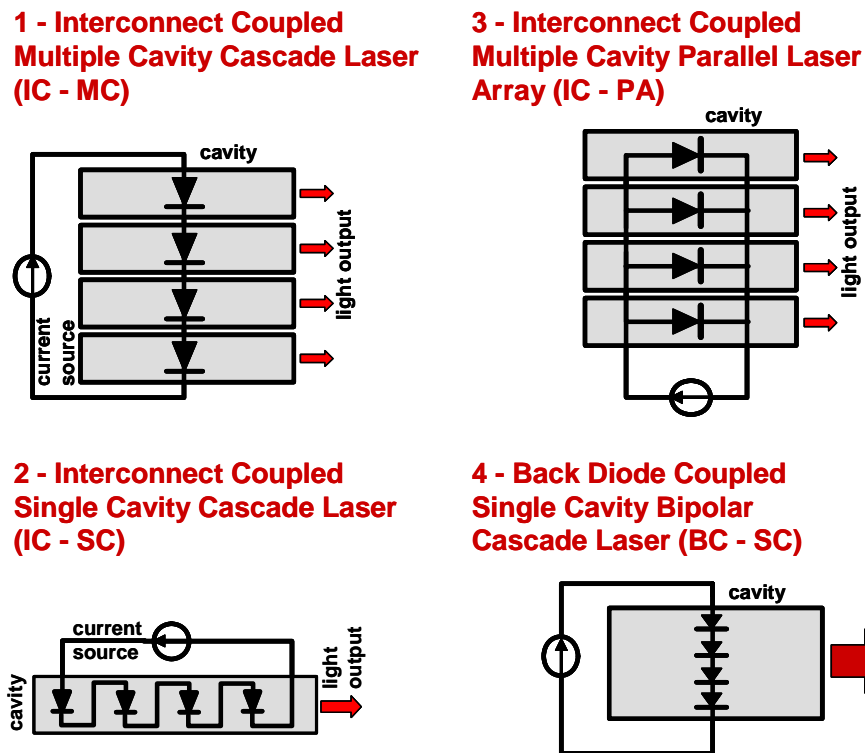 1 - Interconnect Coupled
Multiple Cavity Cascade Laser
(IC - MC)
cavity
current
source
light output
3 - Interconnect Coupled
Multiple Cavity Parallel Laser
Array (IC - PA)
cavity
light output
2 - Interconnect Coupled
Single Cavity Cascade Laser
(IC - SC)
current
source
cavity
light
output
4 - Back Diode Coupled
Single Cavity Bipolar
Cascade Laser (BC - SC)
cavity